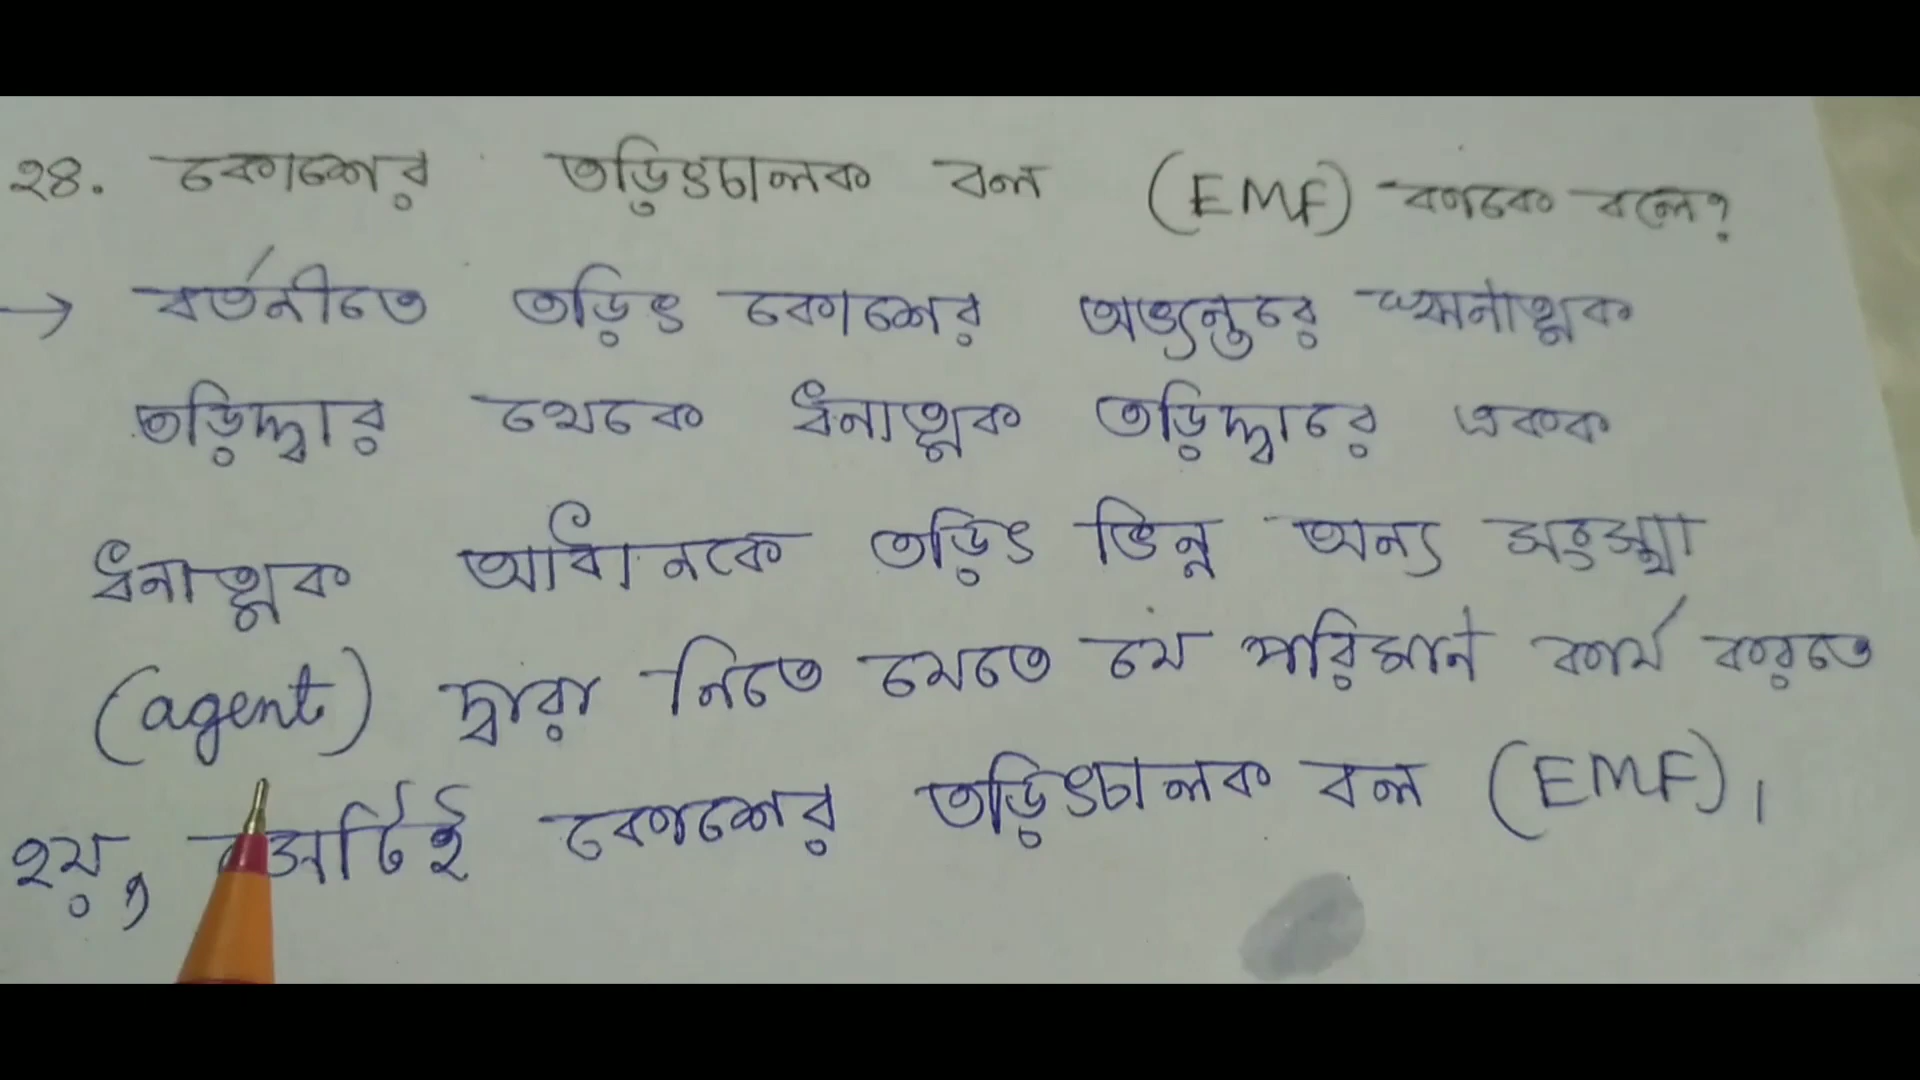 ২৪. কোশের তড়িৎচালক বল (EMF) কাকে বলে?
→ বর্তনীতে তড়িৎ কোশের অভ্যন্তরে ঋণাত্মক
তড়িদ্দ্বার থেকে ধনাত্মক তড়িদ্দ্বারে একক
ধনাত্মক আধানকে তড়িৎ ভিন্ন অন্য সংস্থা
(agent) দ্বারা নিতে যেতে যে পরিমান কার্য করতে
হয়, সেটিই কোশের তড়িৎচালক বল (EMF)।